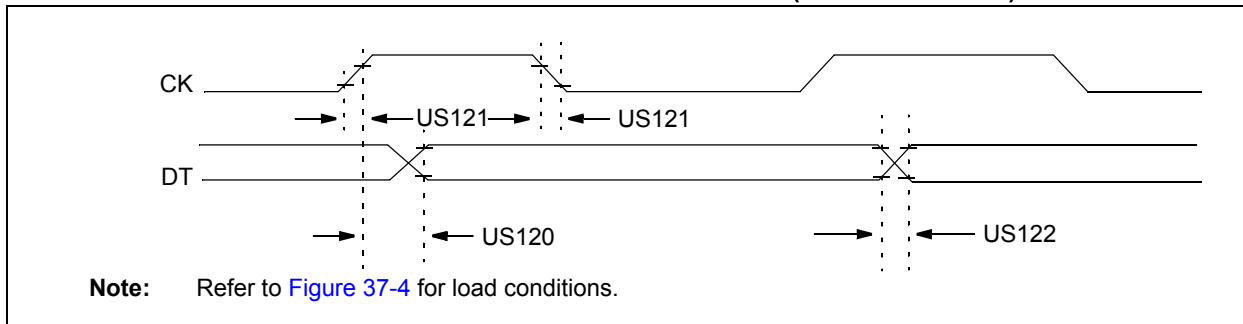 CK
US121
US121
DT
US120
US122
Note: Refer to Figure 37-4 for load conditions.